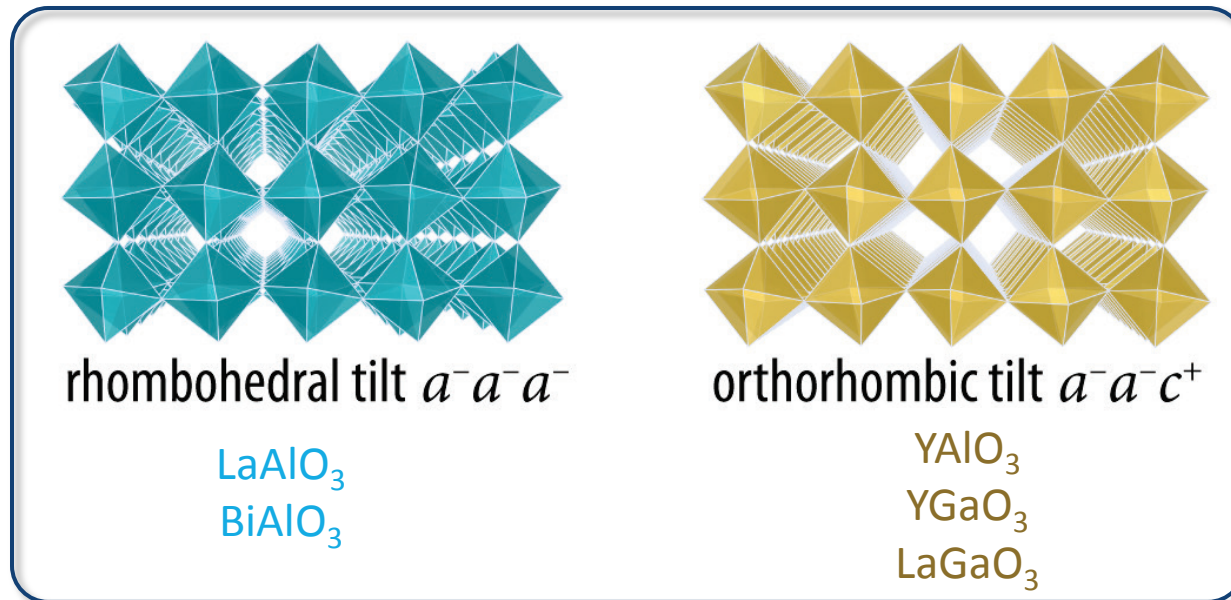 rhombohedral tilt a⁻a⁻a⁻
LaAlO₃
BiAlO₃
orthorhombic tilt a⁻a⁻c⁺
YAlO₃
YGaO₃
LaGaO₃